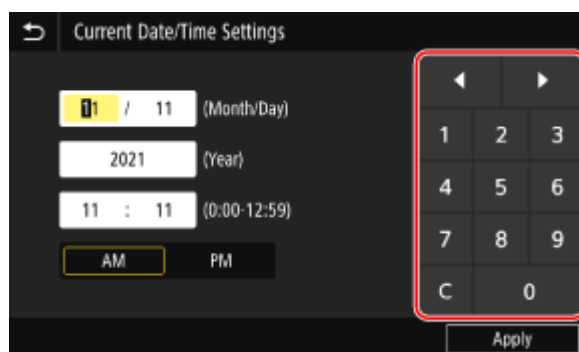 Current Date/Time Settings
11 / 11 (Month/Day)
2021 (Year)
11 : 11 (0:00-12:59)
AM PM
1 2 3
4 5 6
7 8 9
C 0
Apply